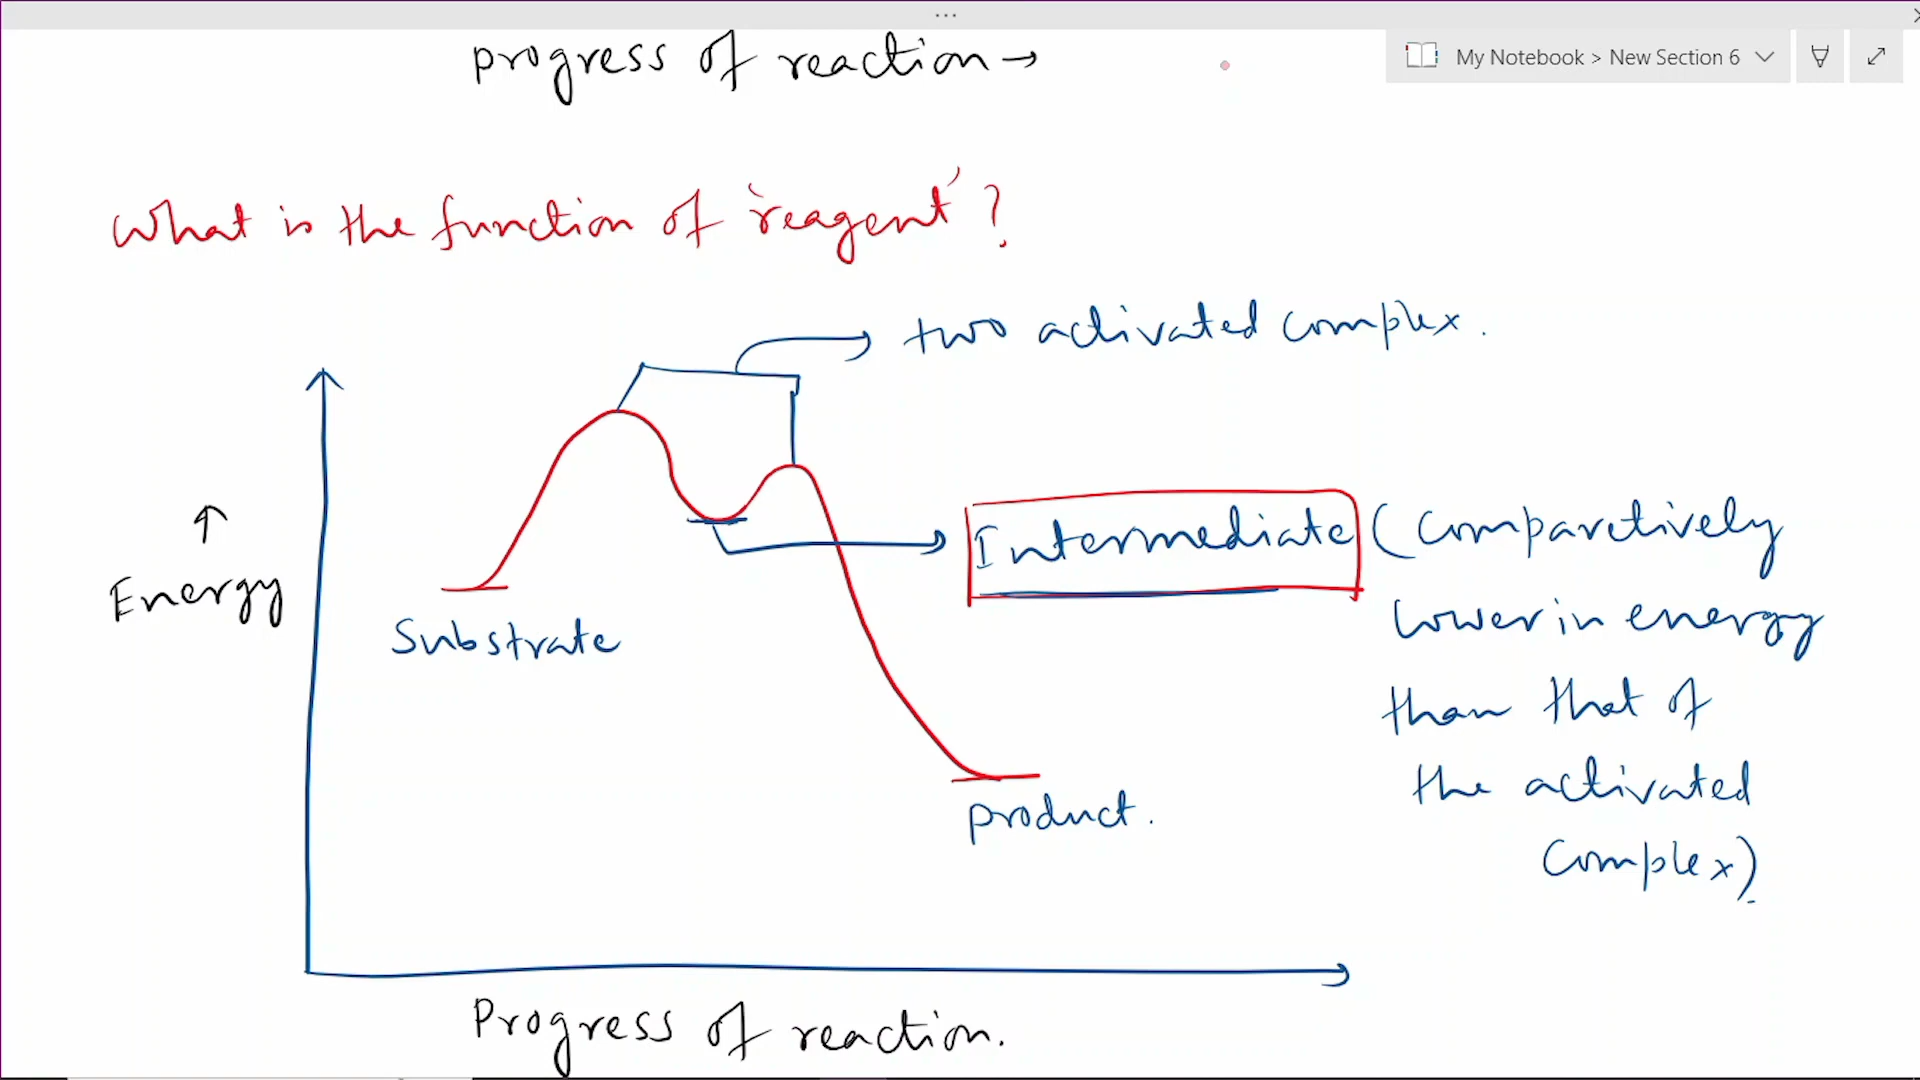 ...
progress of reaction →
My Notebook > New Section 6
What is the function of 'reagent'?
two activated complex.
↑
Energy
Substrate
Intermediate (Comparetively
lower in energy
than that of
the activated
complex)
product.
Progress of reaction.